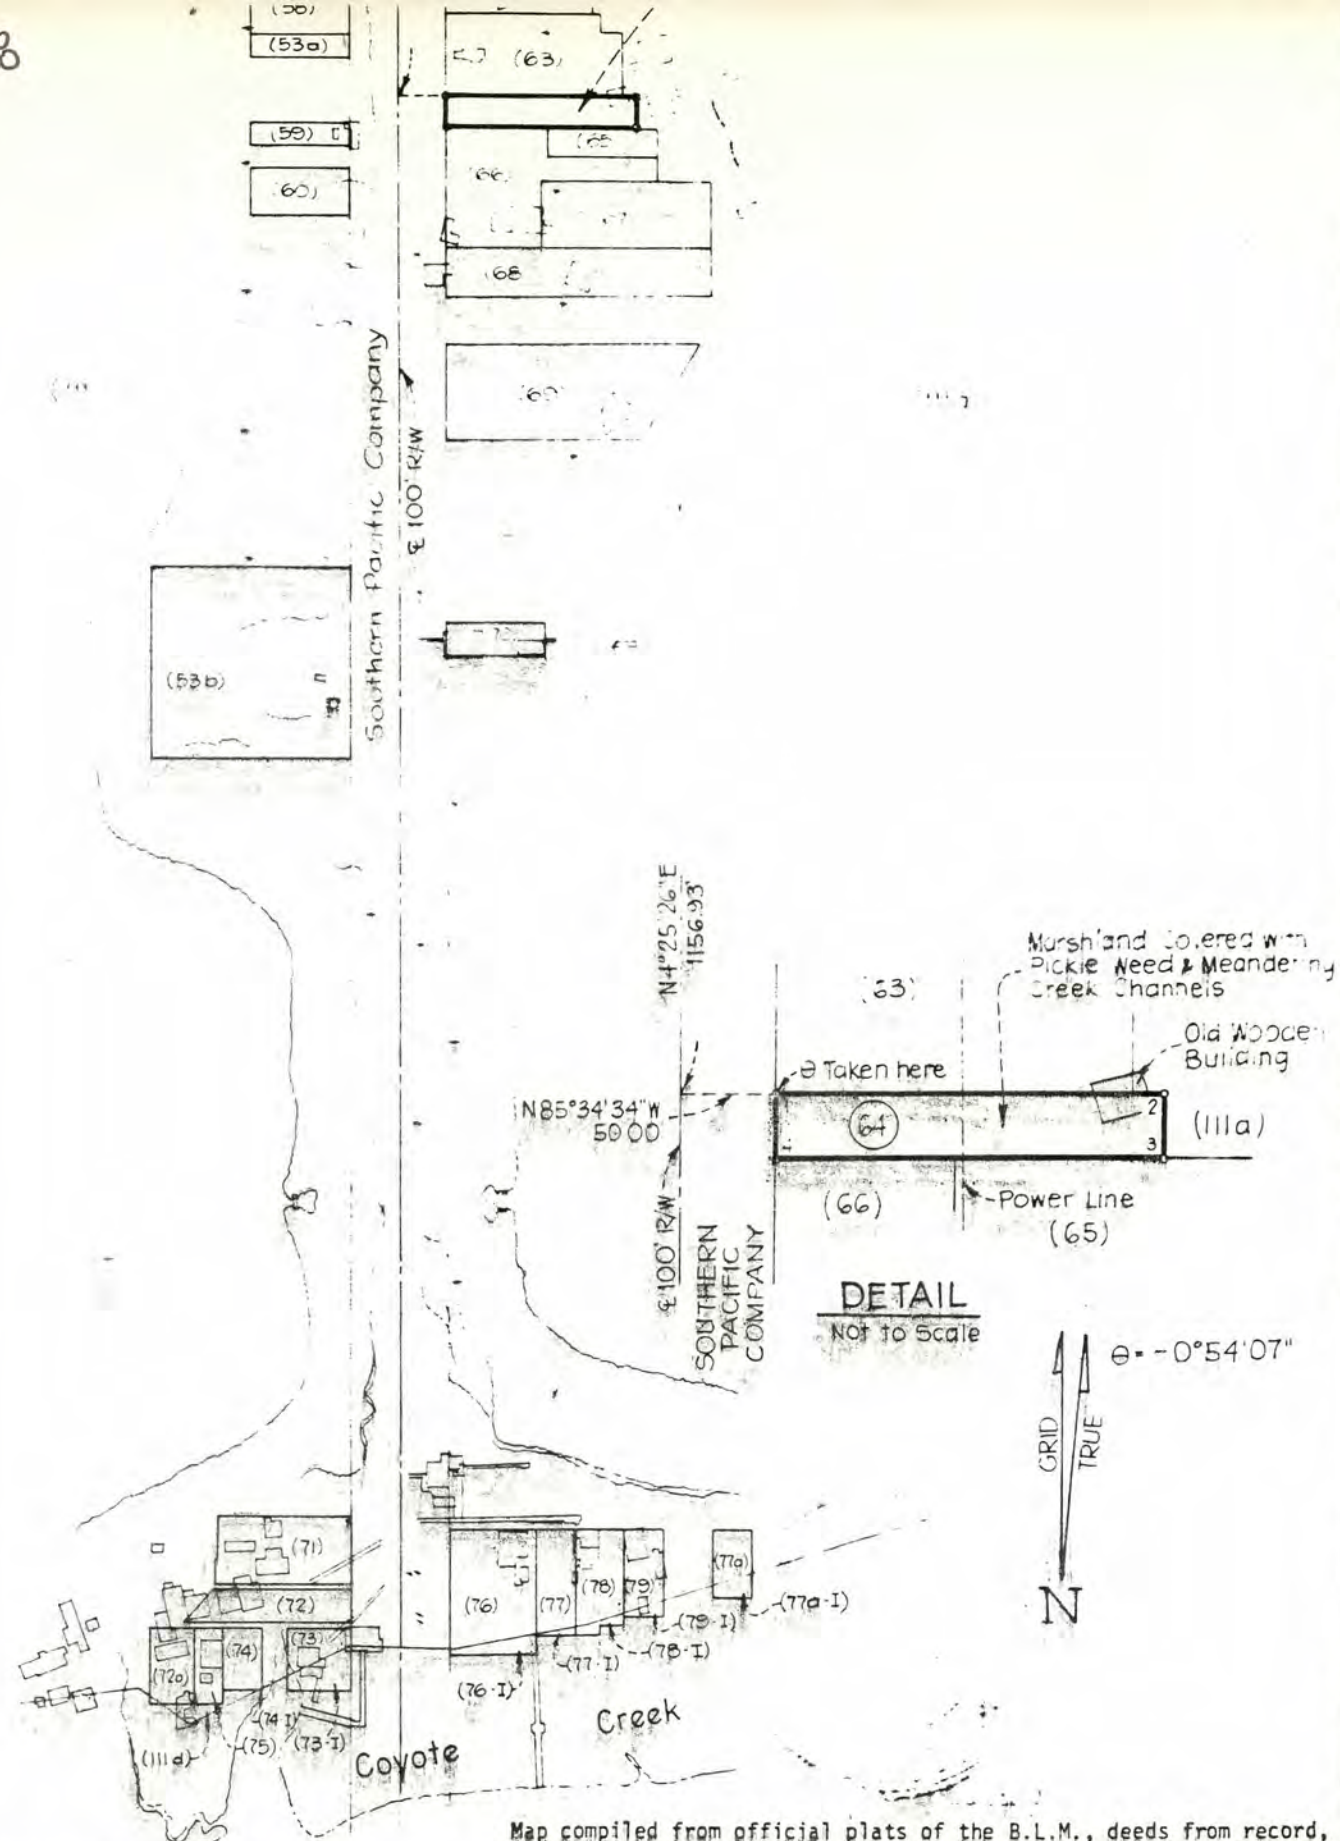 (53a)
(63)
(59)
(65)
(60)
(66)
(68)
(69)
Southern Pacific Company
℄ 100' R/W
(53b)
N4°25'26"E
1156.93'
Marshland Covered with
Pickle Weed & Meandering
Creek Channels
(63)
Old Wooden
Building
θ Taken here
N85°34'34"W
50.00
(64)
2
(111a)
4
3
(66)
Power Line
(65)
℄ 100' R/W
SOUTHERN
PACIFIC
COMPANY
DETAIL
Not to Scale
θ = -0°54'07"
GRID
TRUE
N
(71)
(72)
(72a)
(74)
(73)
(76)
(77)
(78)
(79)
(77a)
(77a-I)
(79-I)
(78-I)
(77-I)
(76-I)
(74-I)
(75)
(73-I)
(111d)
Coyote Creek
Map compiled from official plats of the B.L.M., deeds from record,